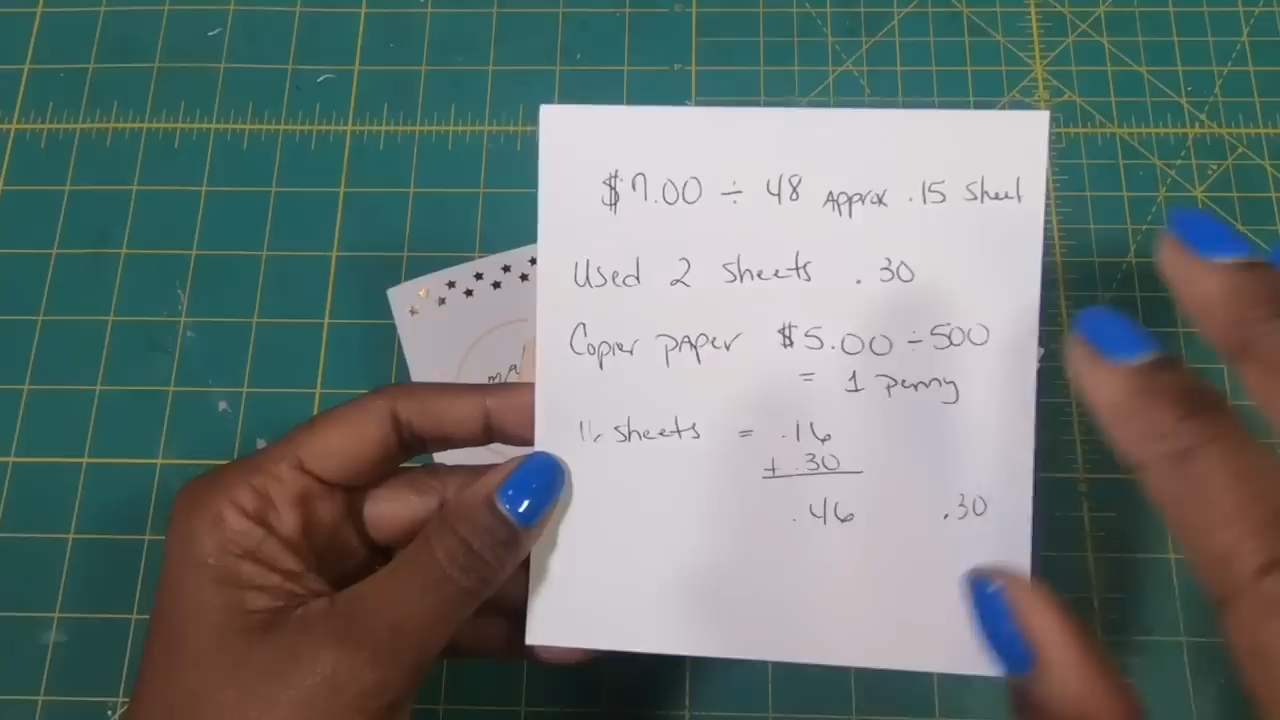 $7.00 ÷ 48 Approx .15 sheet
Used 2 sheets .30
Copier paper $5.00 ÷ 500
= 1 penny
16 sheets = .16
+ .30
.46 .30